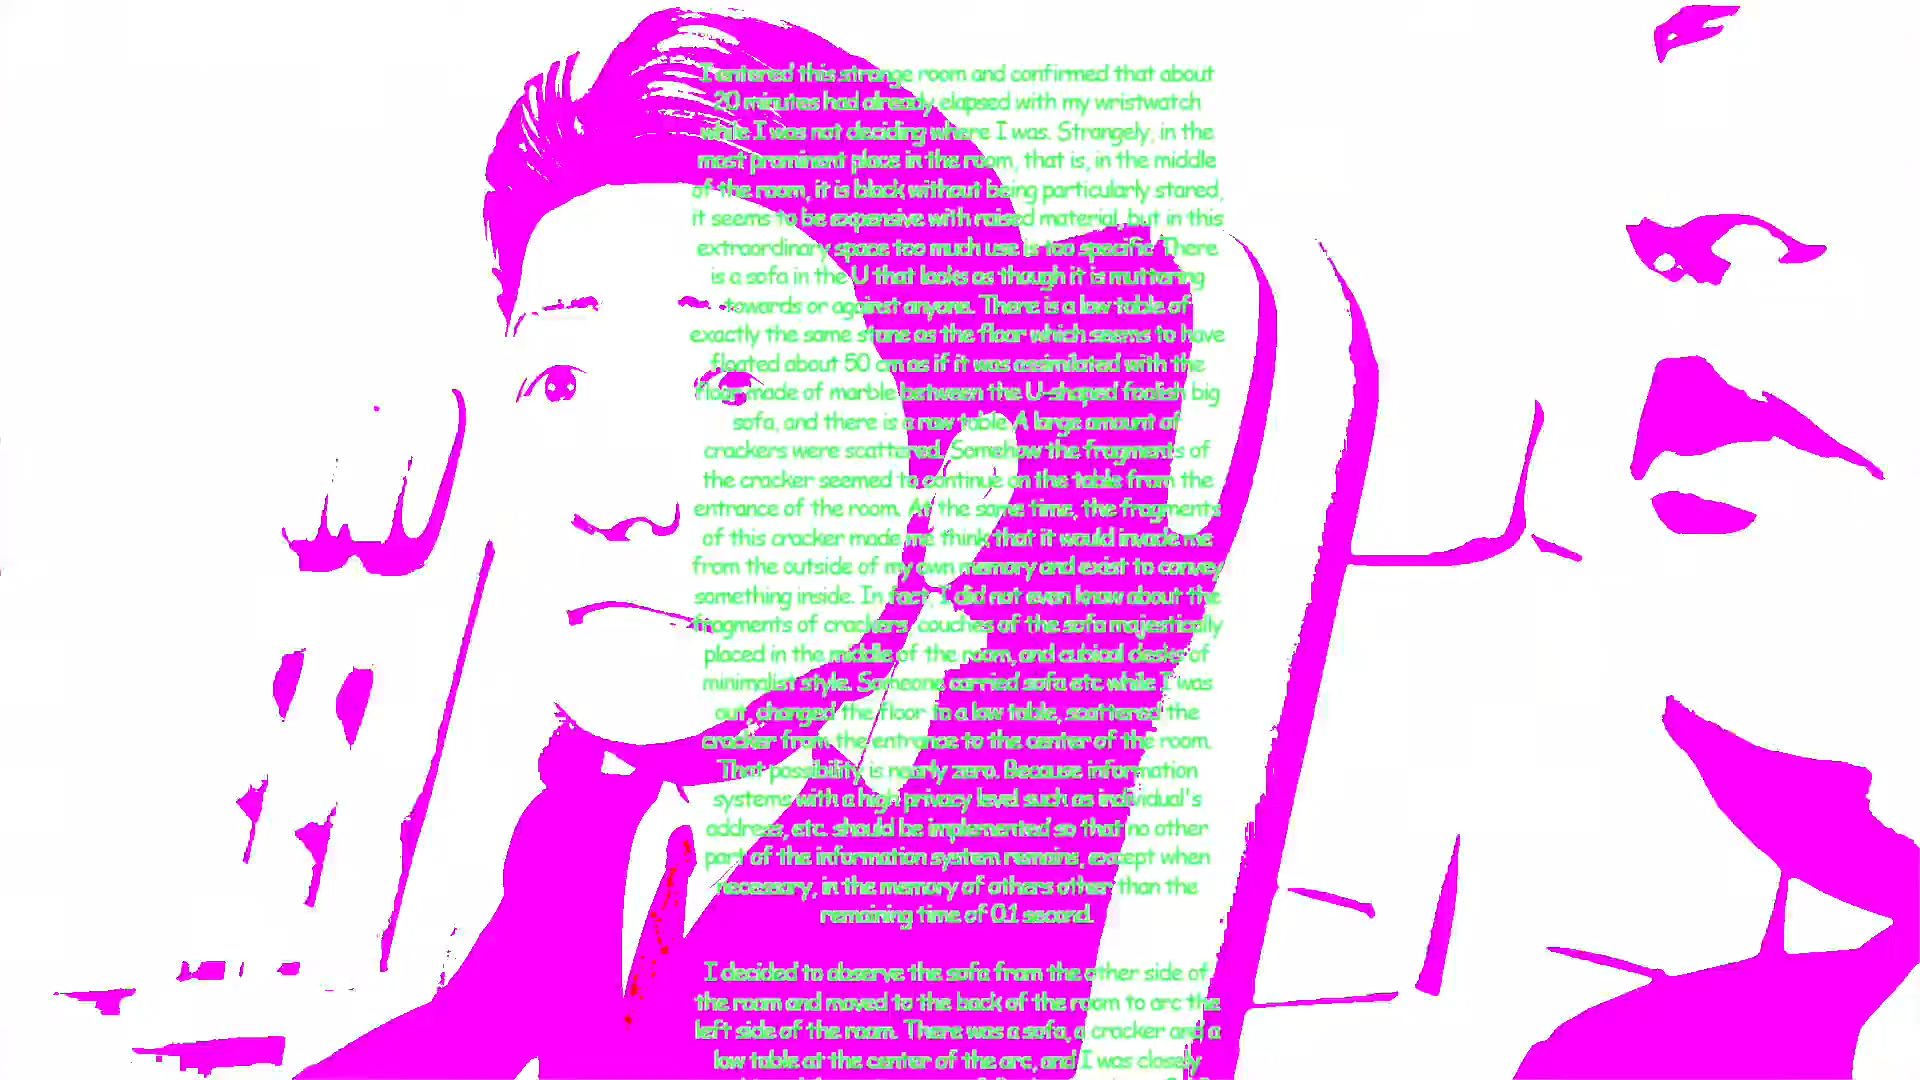 I entered this strange room and confirmed that about
20 minutes had already elapsed with my wristwatch
while I was not deciding where I was. Strangely, in the
most prominent place in the room, that is, in the middle
of the room, it is black without being particularly stared,
it seems to be expensive with raised material, but in this
extraordinary space too much use is too specific There
is a sofa in the U that looks as though it is muttering
towards or against anyone. There is a low table of
exactly the same stone as the floor which seems to have
floated about 50 cm as if it was assimilated with the
floor made of marble between the U-shaped foolish big
sofa, and there is a raw table A large amount of
crackers were scattered. Somehow the fragments of
the cracker seemed to continue on the table from the
entrance of the room. At the same time, the fragments
of this cracker made me think that it would invade me
from the outside of my own memory and exist to convey
something inside. In fact, I did not even know about the
fragments of crackers, couches of the sofa majestically
placed in the middle of the room, and cubical desks of
minimalist style. Someone carried sofa etc while I was
out, changed the floor to a low table, scattered the
cracker from the entrance to the center of the room.
That possibility is nearly zero. Because information
systems with a high privacy level such as individual's
address, etc. should be implemented so that no other
part of the information system remains, except when
necessary, in the memory of others other than the
remaining time of 0.1 second.
I decided to observe the sofa from the other side of
the room and moved to the back of the room to arc the
left side of the room. There was a sofa, a cracker and a
low table at the center of the arc, and I was closely